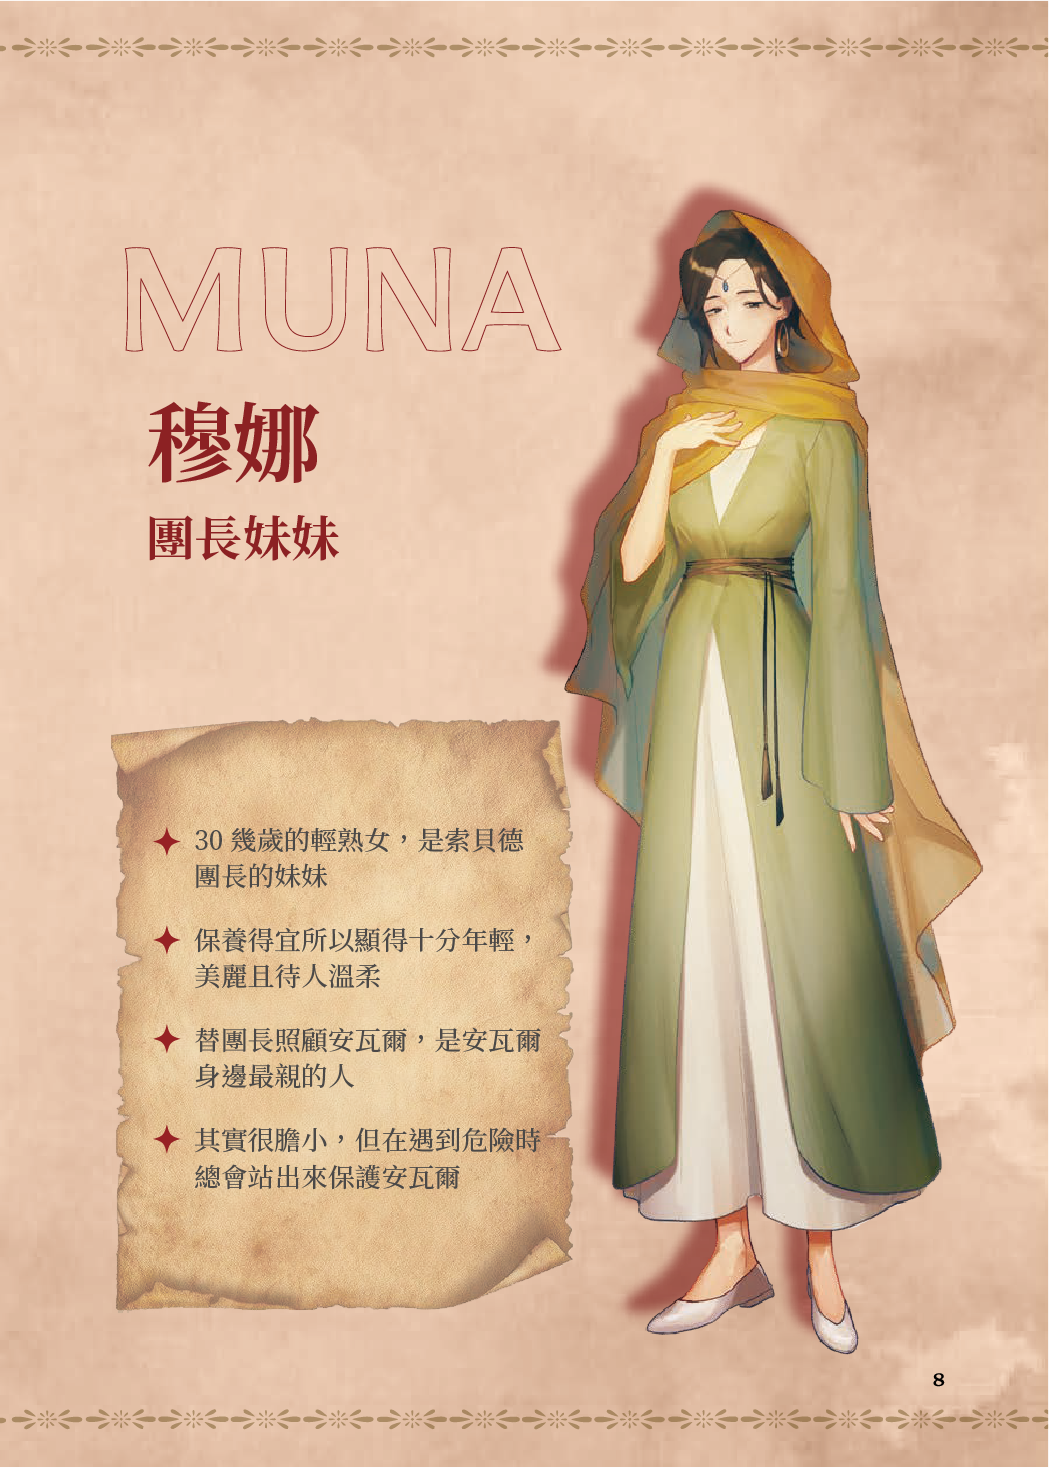 MUNA
穆娜
團長妹妹
30 幾歲的輕熟女，是索貝德
團長的妹妹
保養得宜所以顯得十分年輕，
美麗且待人溫柔
替團長照顧安瓦爾，是安瓦爾
身邊最親的人
其實很膽小，但在遇到危險時
總會站出來保護安瓦爾
8